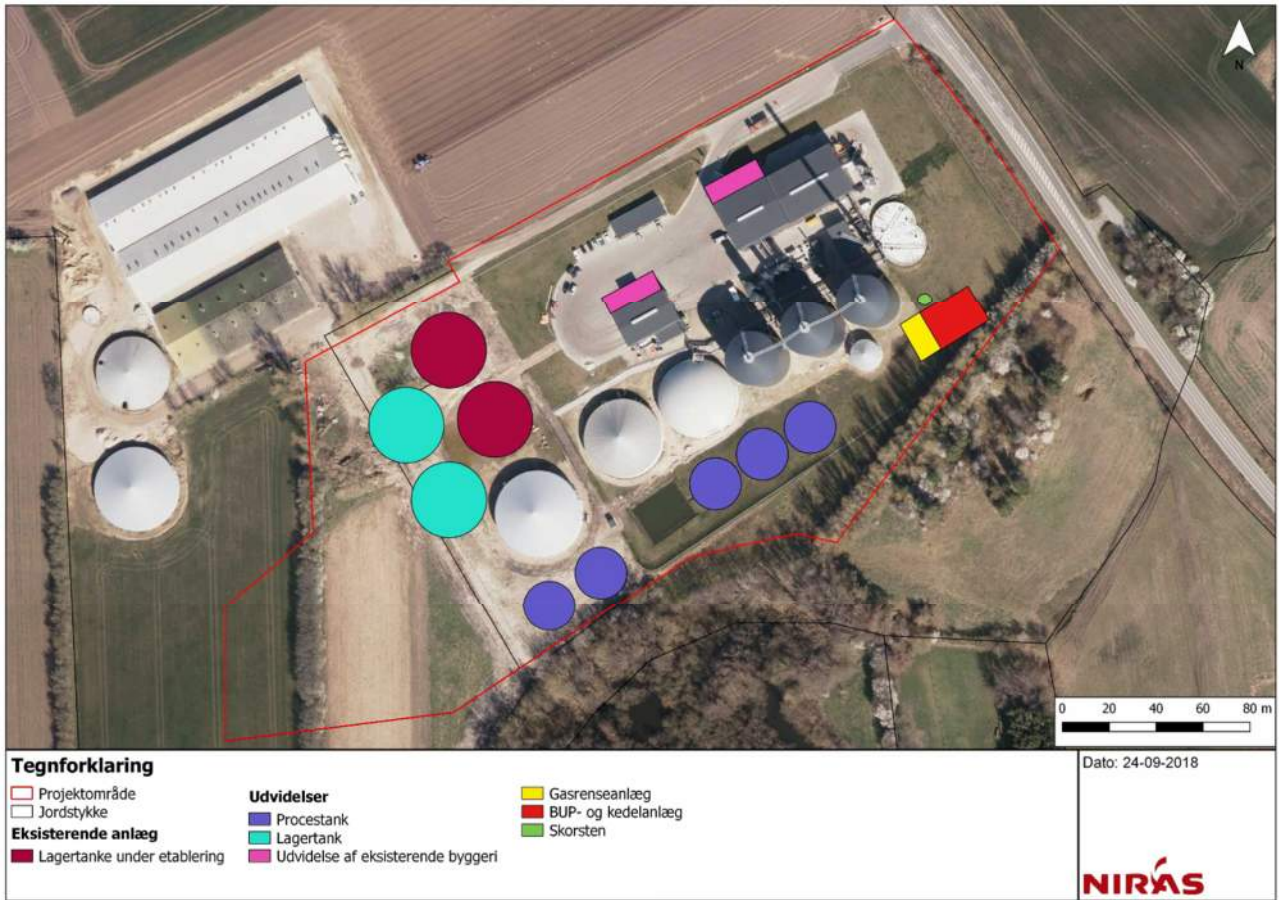 N
0 20 40 60 80 m
Tegnforklaring
Projektområde
Jordstykke
Eksisterende anlæg
Lagertanke under etablering
Udvidelser
Procestank
Lagertank
Udvidelse af eksisterende byggeri
Gasrenseanlæg
BUP- og kedelanlæg
Skorsten
Dato: 24-09-2018
NIRAS